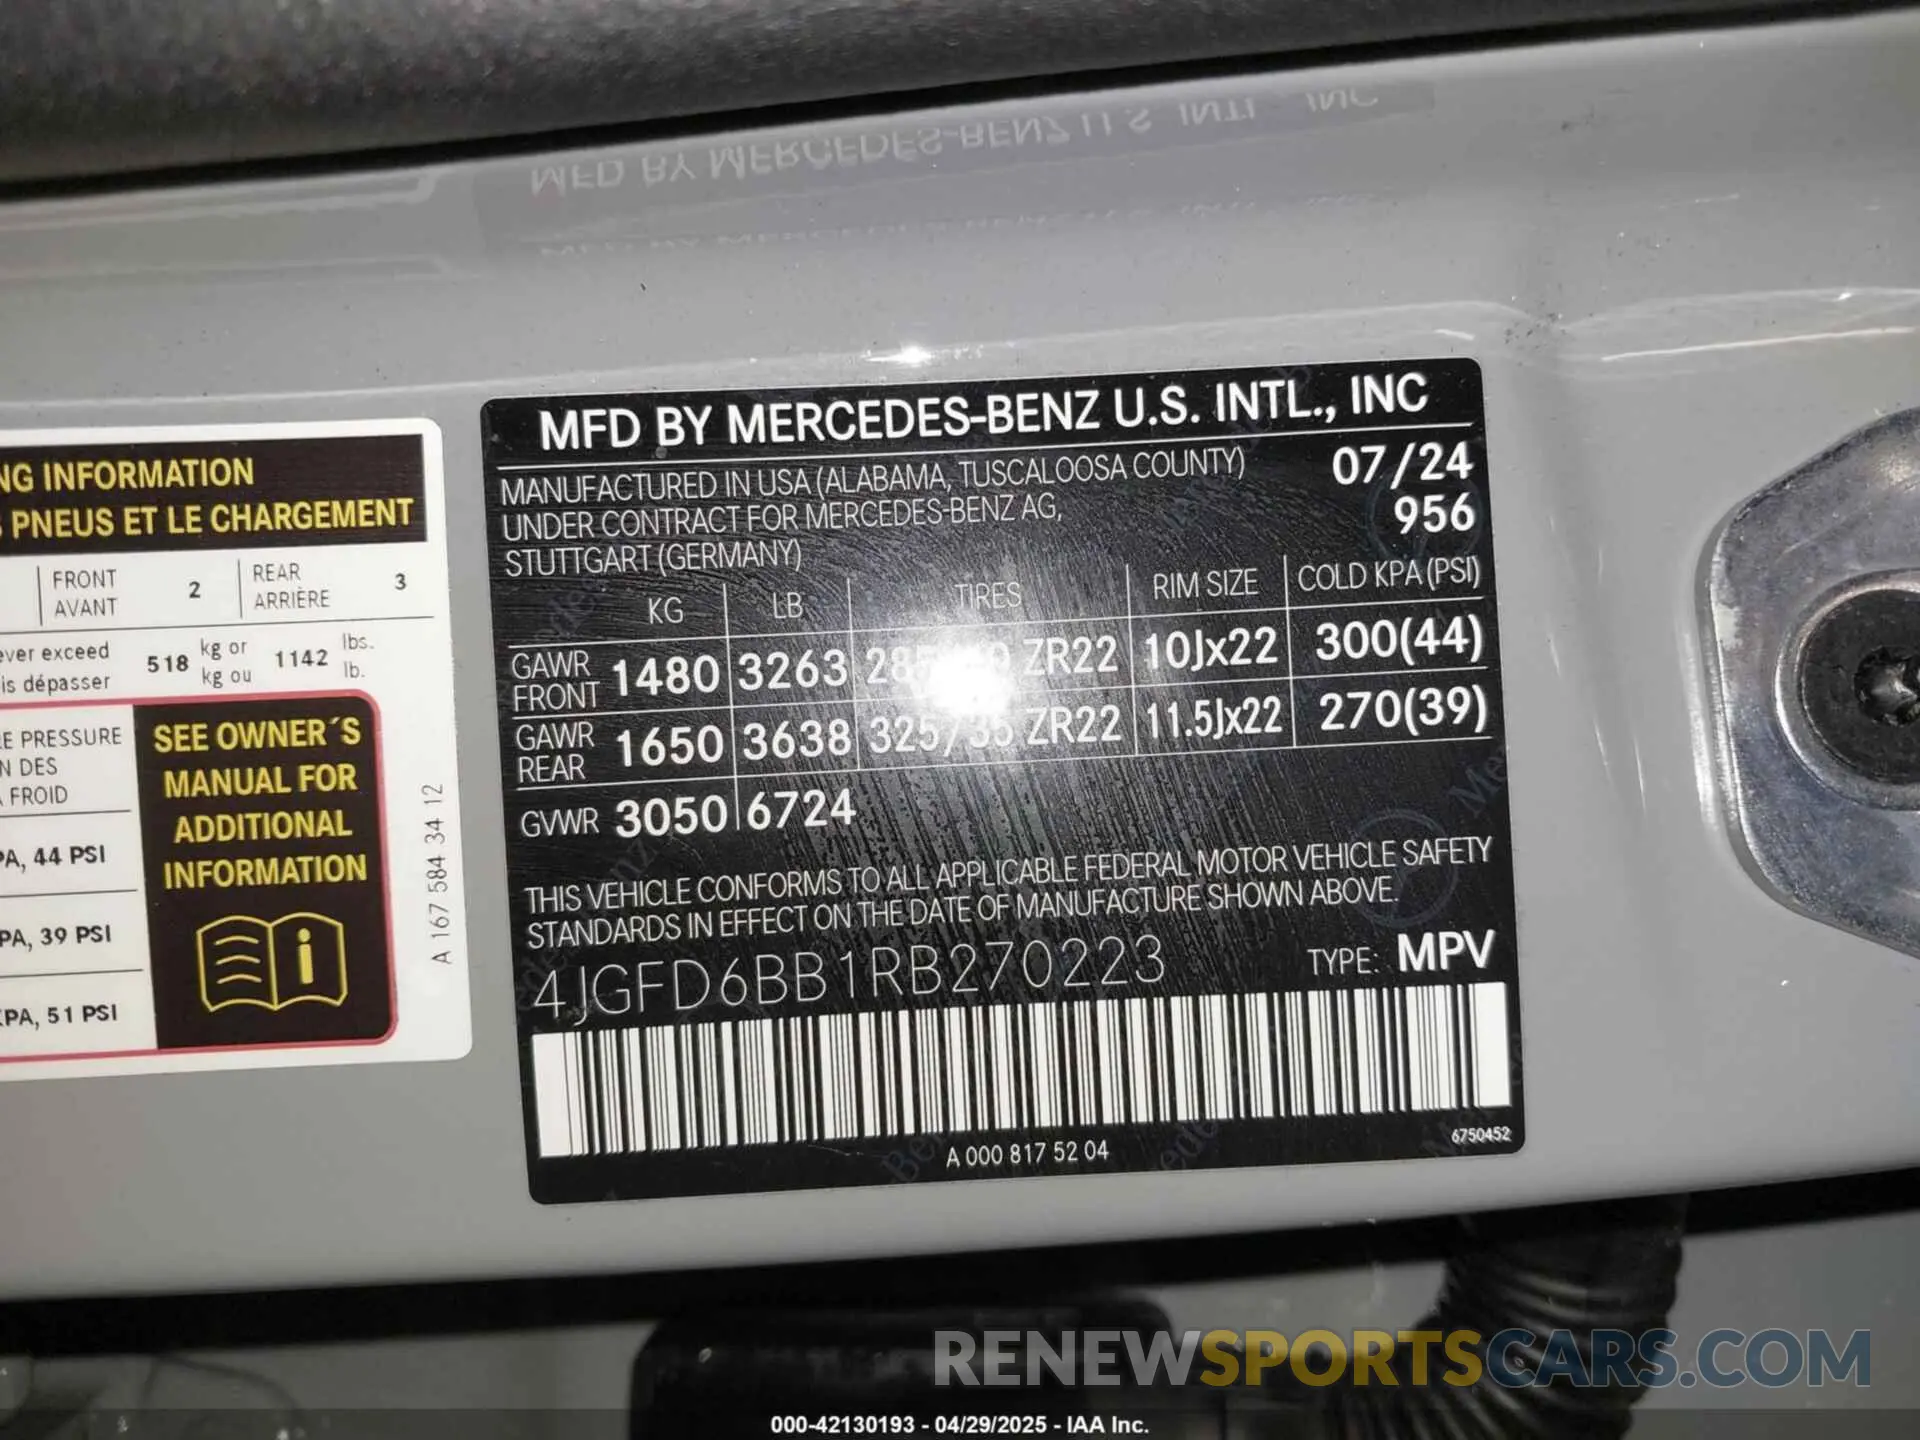 MFD BY MERCEDES-BENZ U.S. INTL., INC
MANUFACTURED IN USA (ALABAMA, TUSCALOOSA COUNTY) 07/24
UNDER CONTRACT FOR MERCEDES-BENZ AG, 956
STUTTGART (GERMANY)
KG LB TIRES RIM SIZE COLD KPA (PSI)
GAWR FRONT 1480 3263 ZR22 10Jx22 300(44)
GAWR REAR 1650 3638 325/35 ZR22 11.5Jx22 270(39)
GVWR 3050 6724
THIS VEHICLE CONFORMS TO ALL APPLICABLE FEDERAL MOTOR VEHICLE SAFETY
STANDARDS IN EFFECT ON THE DATE OF MANUFACTURE SHOWN ABOVE.
4JGFD6BB1RB270223 TYPE: MPV
A 000 817 52 04
6750452
NG INFORMATION
PNEUS ET LE CHARGEMENT
FRONT AVANT 2 REAR ARRIÈRE 3
ever exceed 518 kg or 1142 lbs.
is dépasser kg ou lb.
RE PRESSURE
N DES
FROID
PA, 44 PSI
PA, 39 PSI
KPA, 51 PSI
SEE OWNER´S
MANUAL FOR
ADDITIONAL
INFORMATION
A 167 584 34 12
RENEWSPORTSCARS.COM
000-42130193 - 04/29/2025 - IAA Inc.